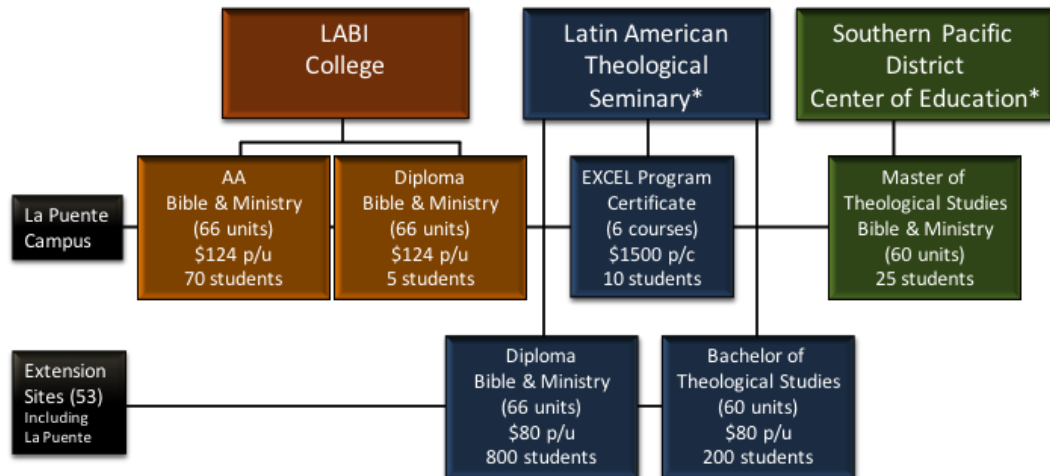 LABI
College
Latin American
Theological
Seminary*
Southern Pacific
District
Center of Education*
La Puente
Campus
AA
Bible & Ministry
(66 units)
$124 p/u
70 students
Diploma
Bible & Ministry
(66 units)
$124 p/u
5 students
EXCEL Program
Certificate
(6 courses)
$1500 p/c
10 students
Master of
Theological Studies
Bible & Ministry
(60 units)
25 students
Extension
Sites (53)
Including
La Puente
Diploma
Bible & Ministry
(66 units)
$80 p/u
800 students
Bachelor of
Theological Studies
(60 units)
$80 p/u
200 students